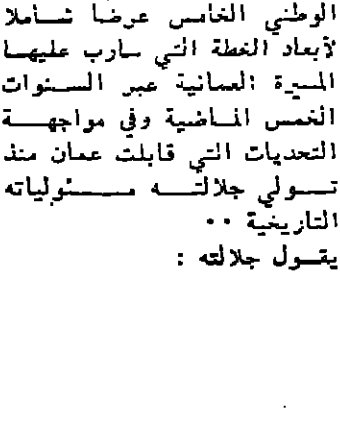 الوطني الخامس عرضا شاملا
لأبعاد الخطة التي سارب عليها
المسيرة العمانية عبر السنوات
الخمس الماضية وفي مواجهة
التحديات التي قابلت عمان منذ
تولي جلالته مسئولياته
التاريخية ..
يقول جلالته :